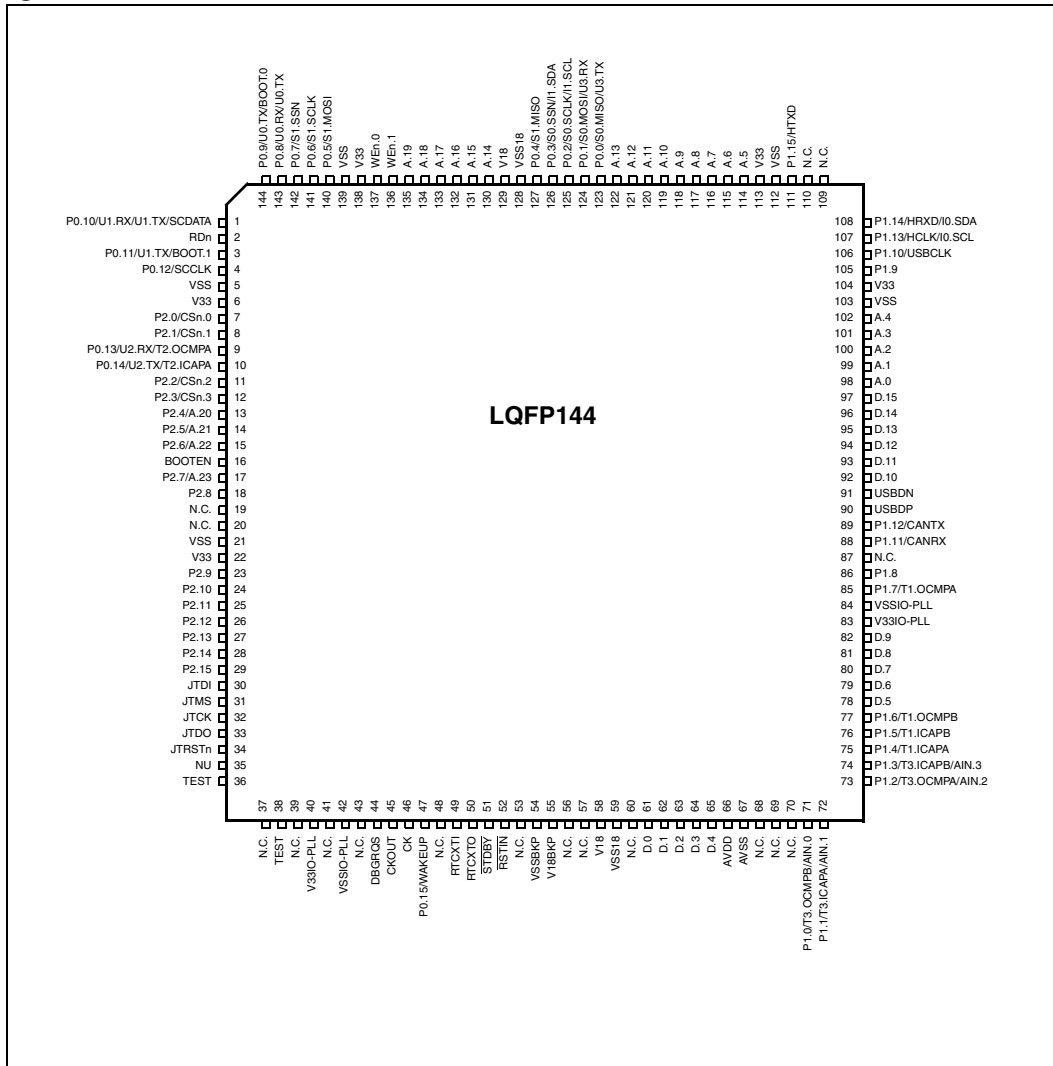 P0.9/U0.TX/BOOT.0
P0.8/U0.RX/U0.TX
P0.7/S1.SSN
P0.6/S1.SCLK
P0.5/S1.MOSI
VSS
V33
WEn.0
WEn.1
A.19
A.18
A.17
A.16
A.15
A.14
V18
VSS18
P0.4/S1.MISO
P0.3/S0.SSN/I1.SDA
P0.2/S0.SCLK/I1.SCL
P0.1/S0.MOSI/U3.RX
P0.0/S0.MISO/U3.TX
A.13
A.12
A.11
A.10
A.9
A.8
A.7
A.6
A.5
V33
VSS
P1.15/HTXD
N.C.
N.C.
144
143
142
141
140
139
138
137
136
135
134
133
132
131
130
129
128
127
126
125
124
123
122
121
120
119
118
117
116
115
114
113
112
111
110
109
P0.10/U1.RX/U1.TX/SCDATA 1
RDn 2
P0.11/U1.TX/BOOT.1 3
P0.12/SCCLK 4
VSS 5
V33 6
P2.0/CSn.0 7
P2.1/CSn.1 8
P0.13/U2.RX/T2.OCMPA 9
P0.14/U2.TX/T2.ICAPA 10
P2.2/CSn.2 11
P2.3/CSn.3 12
P2.4/A.20 13
P2.5/A.21 14
P2.6/A.22 15
BOOTEN 16
P2.7/A.23 17
P2.8 18
N.C. 19
N.C. 20
VSS 21
V33 22
P2.9 23
P2.10 24
P2.11 25
P2.12 26
P2.13 27
P2.14 28
P2.15 29
JTDI 30
JTMS 31
JTCK 32
JTDO 33
JTRSTn 34
NU 35
TEST 36
LQFP144
108 P1.14/HRXD/I0.SDA
107 P1.13/HCLK/I0.SCL
106 P1.10/USBCLK
105 P1.9
104 V33
103 VSS
102 A.4
101 A.3
100 A.2
99 A.1
98 A.0
97 D.15
96 D.14
95 D.13
94 D.12
93 D.11
92 D.10
91 USBDN
90 USBDP
89 P1.12/CANTX
88 P1.11/CANRX
87 N.C.
86 P1.8
85 P1.7/T1.OCMPA
84 VSSIO-PLL
83 V33IO-PLL
82 D.9
81 D.8
80 D.7
79 D.6
78 D.5
77 P1.6/T1.OCMPB
76 P1.5/T1.ICAPB
75 P1.4/T1.ICAPA
74 P1.3/T3.ICAPB/AIN.3
73 P1.2/T3.OCMPA/AIN.2
37
38
39
40
41
42
43
44
45
46
47
48
49
50
51
52
53
54
55
56
57
58
59
60
61
62
63
64
65
66
67
68
69
70
71
72
N.C.
TEST
N.C.
V33IO-PLL
N.C.
VSSIO-PLL
N.C.
DBGRQS
CKOUT
CK
P0.15/WAKEUP
N.C.
RTCXTI
RTCXTO
STDBY
RSTIN
N.C.
VSSBKP
V18BKP
N.C.
N.C.
V18
VSS18
N.C.
D.0
D.1
D.2
D.3
D.4
AVDD
AVSS
N.C.
N.C.
N.C.
P1.0/T3.OCMPB/AIN.0
P1.1/T3.ICAPA/AIN.1